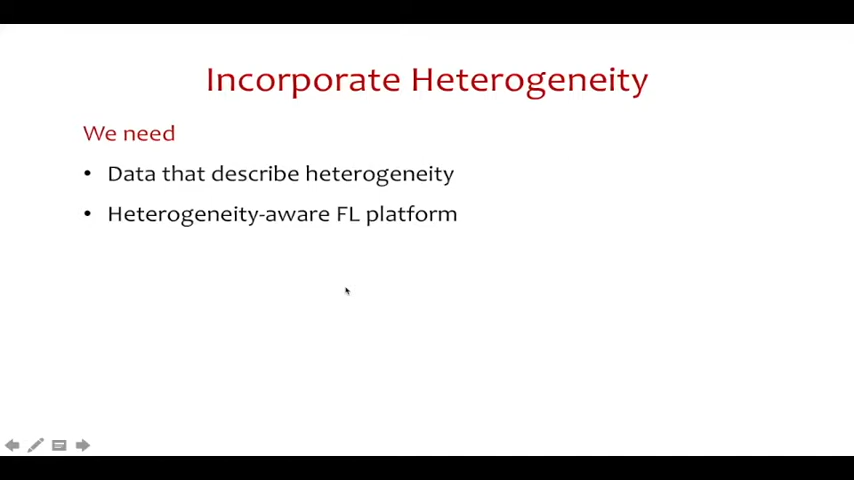 Incorporate Heterogeneity
We need
• Data that describe heterogeneity
• Heterogeneity-aware FL platform